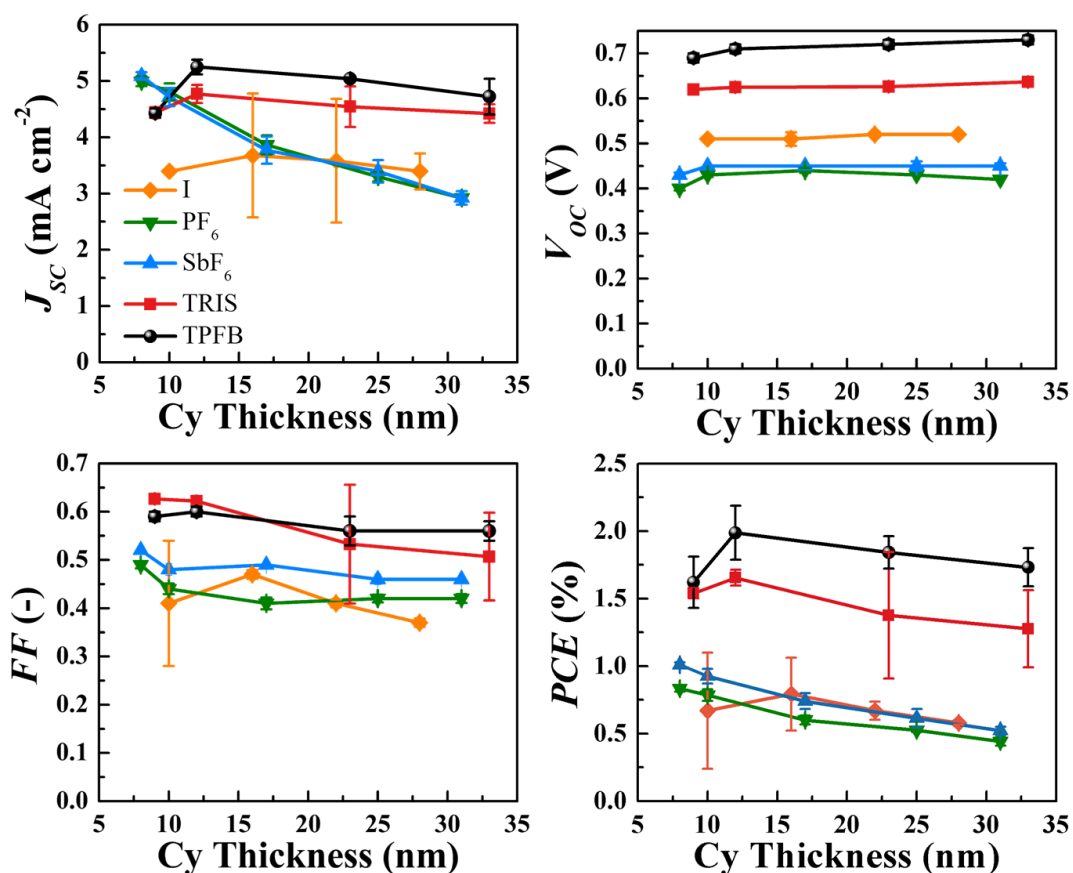 6
5
4
3
2
1
0
J_SC (mA cm⁻²)
I
PF₆
SbF₆
TRIS
TPFB
5 10 15 20 25 30 35
Cy Thickness (nm)
0.7
0.6
0.5
0.4
0.3
0.2
0.1
0.0
V_OC (V)
5 10 15 20 25 30 35
Cy Thickness (nm)
0.7
0.6
0.5
0.4
0.3
0.2
0.1
0.0
FF (-)
5 10 15 20 25 30 35
Cy Thickness (nm)
2.5
2.0
1.5
1.0
0.5
0.0
PCE (%)
5 10 15 20 25 30 35
Cy Thickness (nm)